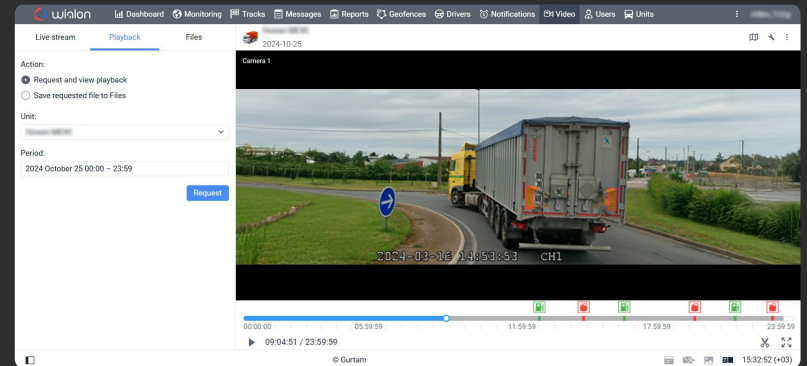 wialon Dashboard Monitoring Tracks Messages Reports Geofences Drivers Notifications Video Users Units
Live stream Playback Files
2024-10-25
Action:
Request and view playback
Save requested file to Files
Unit:
Period:
2024 October 25 00:00 – 23:59
Request
Camera 1
2024-03-16 14:53:53 CH1
00:00:00 05:59:59 11:59:59 17:59:59 23:59:59
09:04:51 / 23:59:59
© Gurtam 15:32:52 (+03)